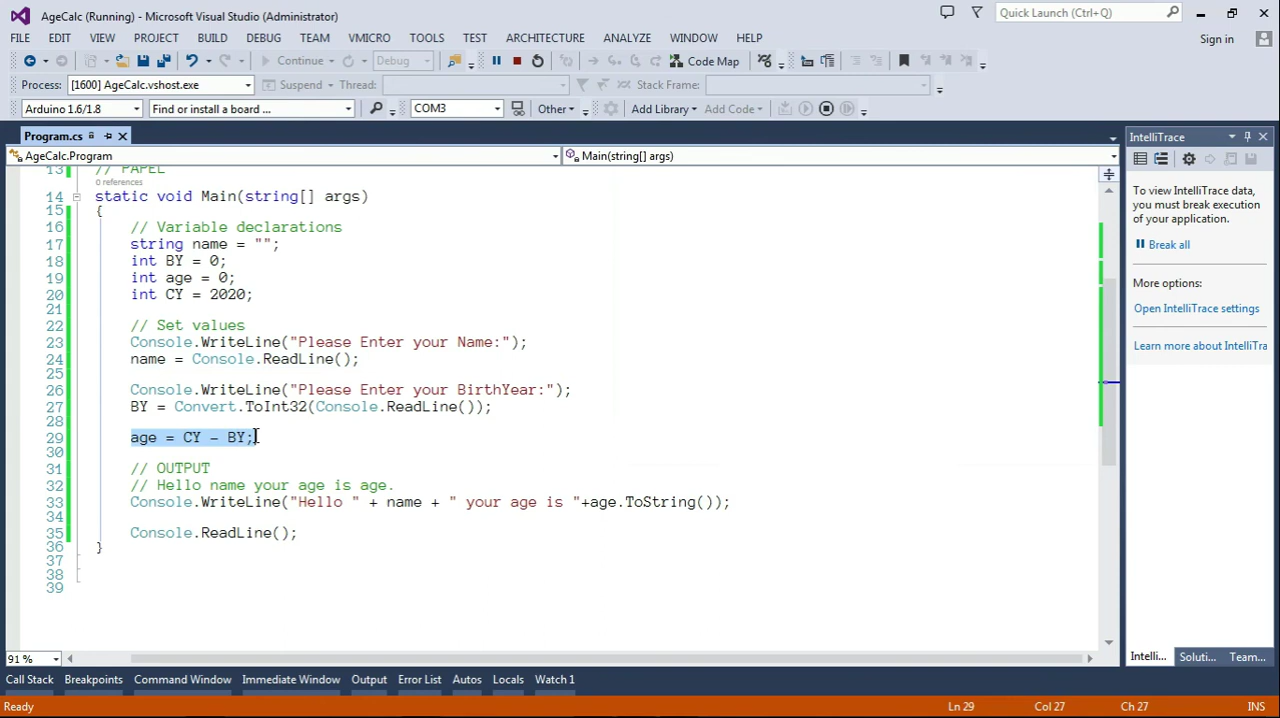 AgeCalc (Running) - Microsoft Visual Studio (Administrator)
Quick Launch (Ctrl+Q)
FILE EDIT VIEW PROJECT BUILD DEBUG TEAM VMICRO TOOLS TEST ARCHITECTURE ANALYZE WINDOW HELP
Sign in
Continue Debug Code Map
Process: [1600] AgeCalc.vshost.exe Suspend Thread: Stack Frame:
Arduino 1.6/1.8 Find or install a board ... COM3 Other Add Library Add Code
Program.cs
AgeCalc.Program Main(string[] args)
13 // PAPEL
0 references
14 static void Main(string[] args)
15 {
16 // Variable declarations
17 string name = "";
18 int BY = 0;
19 int age = 0;
20 int CY = 2020;
21
22 // Set values
23 Console.WriteLine("Please Enter your Name:");
24 name = Console.ReadLine();
25
26 Console.WriteLine("Please Enter your BirthYear:");
27 BY = Convert.ToInt32(Console.ReadLine());
28
29 age = CY - BY;
30
31 // OUTPUT
32 // Hello name your age is age.
33 Console.WriteLine("Hello " + name + " your age is "+age.ToString());
34
35 Console.ReadLine();
36 }
37
38
39
91 %
IntelliTrace
To view IntelliTrace data,
you must break execution
of your application.
Break all
More options:
Open IntelliTrace settings
Learn more about IntelliTra
Intelli... Soluti... Team...
Call Stack Breakpoints Command Window Immediate Window Output Error List Autos Locals Watch 1
Ready Ln 29 Col 27 Ch 27 INS